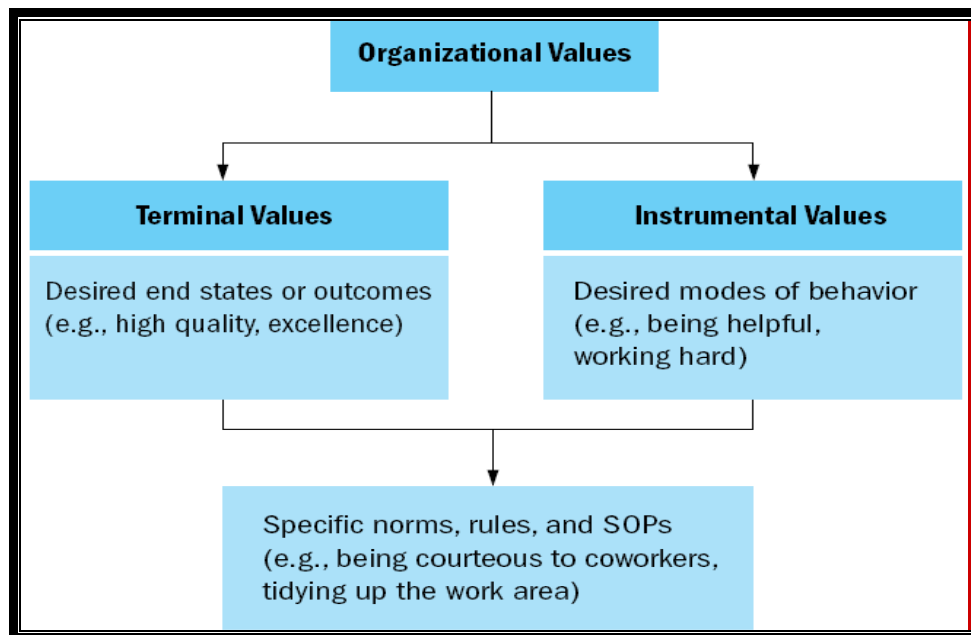 Organizational Values
Terminal Values
Desired end states or outcomes
(e.g., high quality, excellence)
Instrumental Values
Desired modes of behavior
(e.g., being helpful,
working hard)
Specific norms, rules, and SOPs
(e.g., being courteous to coworkers,
tidying up the work area)